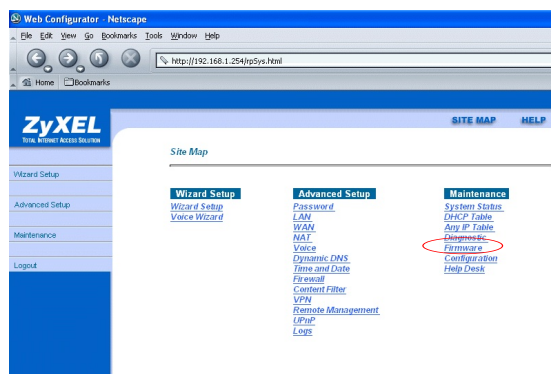 Web Configurator - Netscape
File Edit View Go Bookmarks Tools Window Help
http://192.168.1.254/rpSys.html
Home Bookmarks
ZyXEL
TOTAL INTERNET ACCESS SOLUTION
SITE MAP HELP
Site Map
Wizard Setup
Advanced Setup
Maintenance
Logout
Wizard Setup
Wizard Setup
Voice Wizard
Advanced Setup
Password
LAN
WAN
NAT
Voice
Dynamic DNS
Time and Date
Firewall
Content Filter
VPN
Remote Management
UPnP
Logs
Maintenance
System Status
DHCP Table
Any IP Table
Diagnostic
Firmware
Configuration
Help Desk